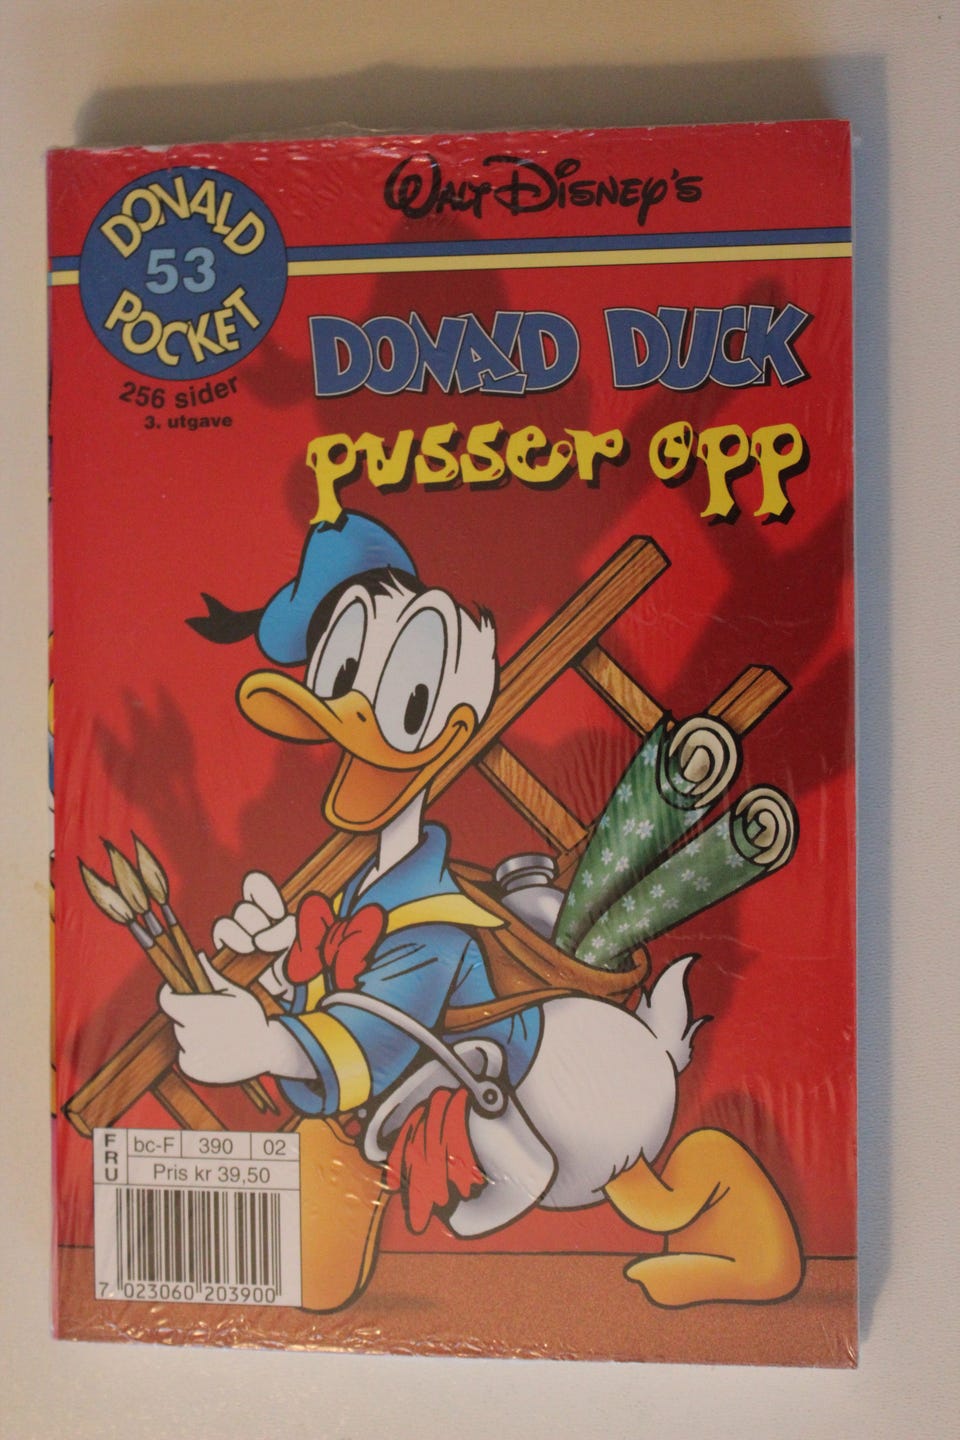 WALT DISNEY'S
DONALD
53
POCKET
256 sider
3. utgave
DONALD DUCK
pusser opp
FRU
bc-F 390 02
Pris kr 39,50
7 023060 203900